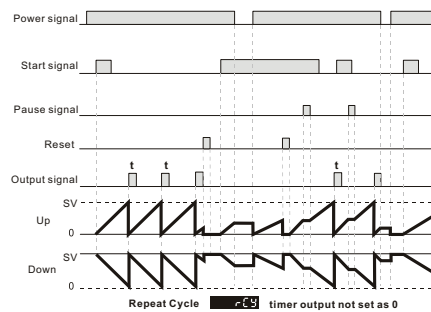 Power signal
Start signal
Pause signal
Reset
t
t
t
Output signal
SV
Up
0
SV
Down
0
Repeat Cycle rCY timer output not set as 0